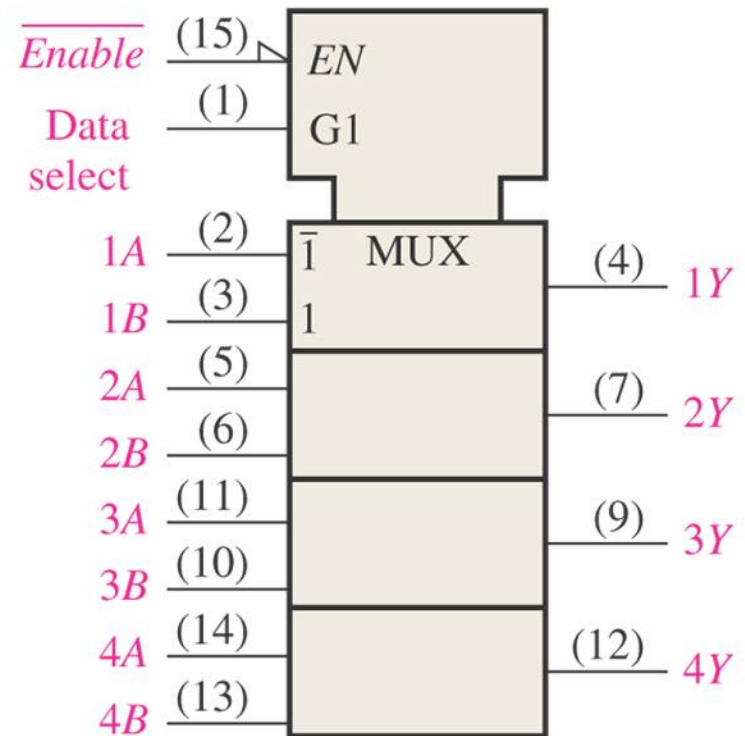 E̅n̅a̅b̅l̅e̅ (15) EN
Data select (1) G1
1A (2) 1̅ MUX (4) 1Y
1B (3) 1
2A (5) (7) 2Y
2B (6)
3A (11) (9) 3Y
3B (10)
4A (14) (12) 4Y
4B (13)